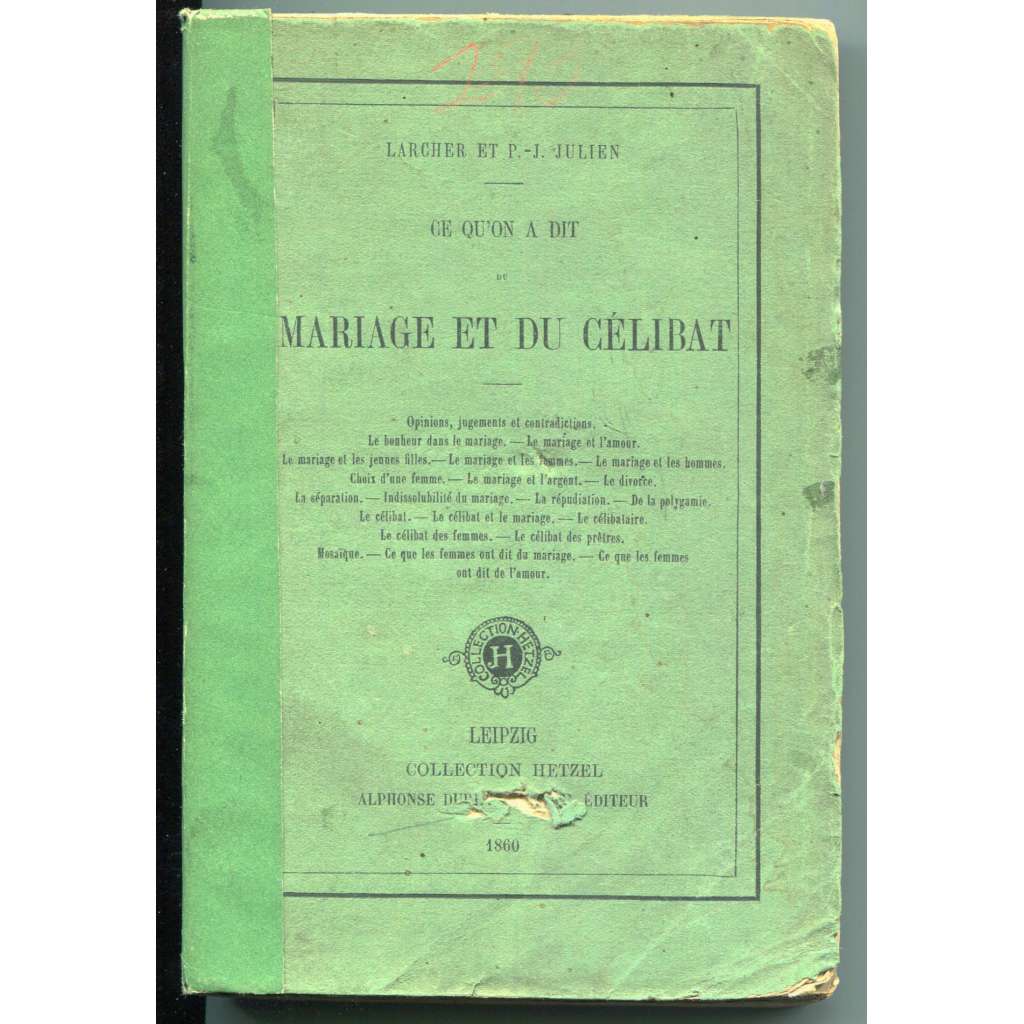 LARCHER ET P.-J. JULIEN
CE QU'ON A DIT
DU
MARIAGE ET DU CÉLIBAT
Opinions, jugements et contradictions.
Le bonheur dans le mariage. — Le mariage et l'amour.
Le mariage et les jeunes filles. — Le mariage et les femmes. — Le mariage et les hommes.
Choix d'une femme. — Le mariage et l'argent. — Le divorce.
La séparation. — Indissolubilité du mariage. — La répudiation. — De la polygamie.
Le célibat. — Le célibat et le mariage. — Le célibataire.
Le célibat des femmes. — Le célibat des prêtres.
Mosaïque. — Ce que les femmes ont dit du mariage. — Ce que les femmes
ont dit de l'amour.
COLLECTION HETZEL
H
LEIPZIG
COLLECTION HETZEL
ALPHONSE ÉDITEUR
1860